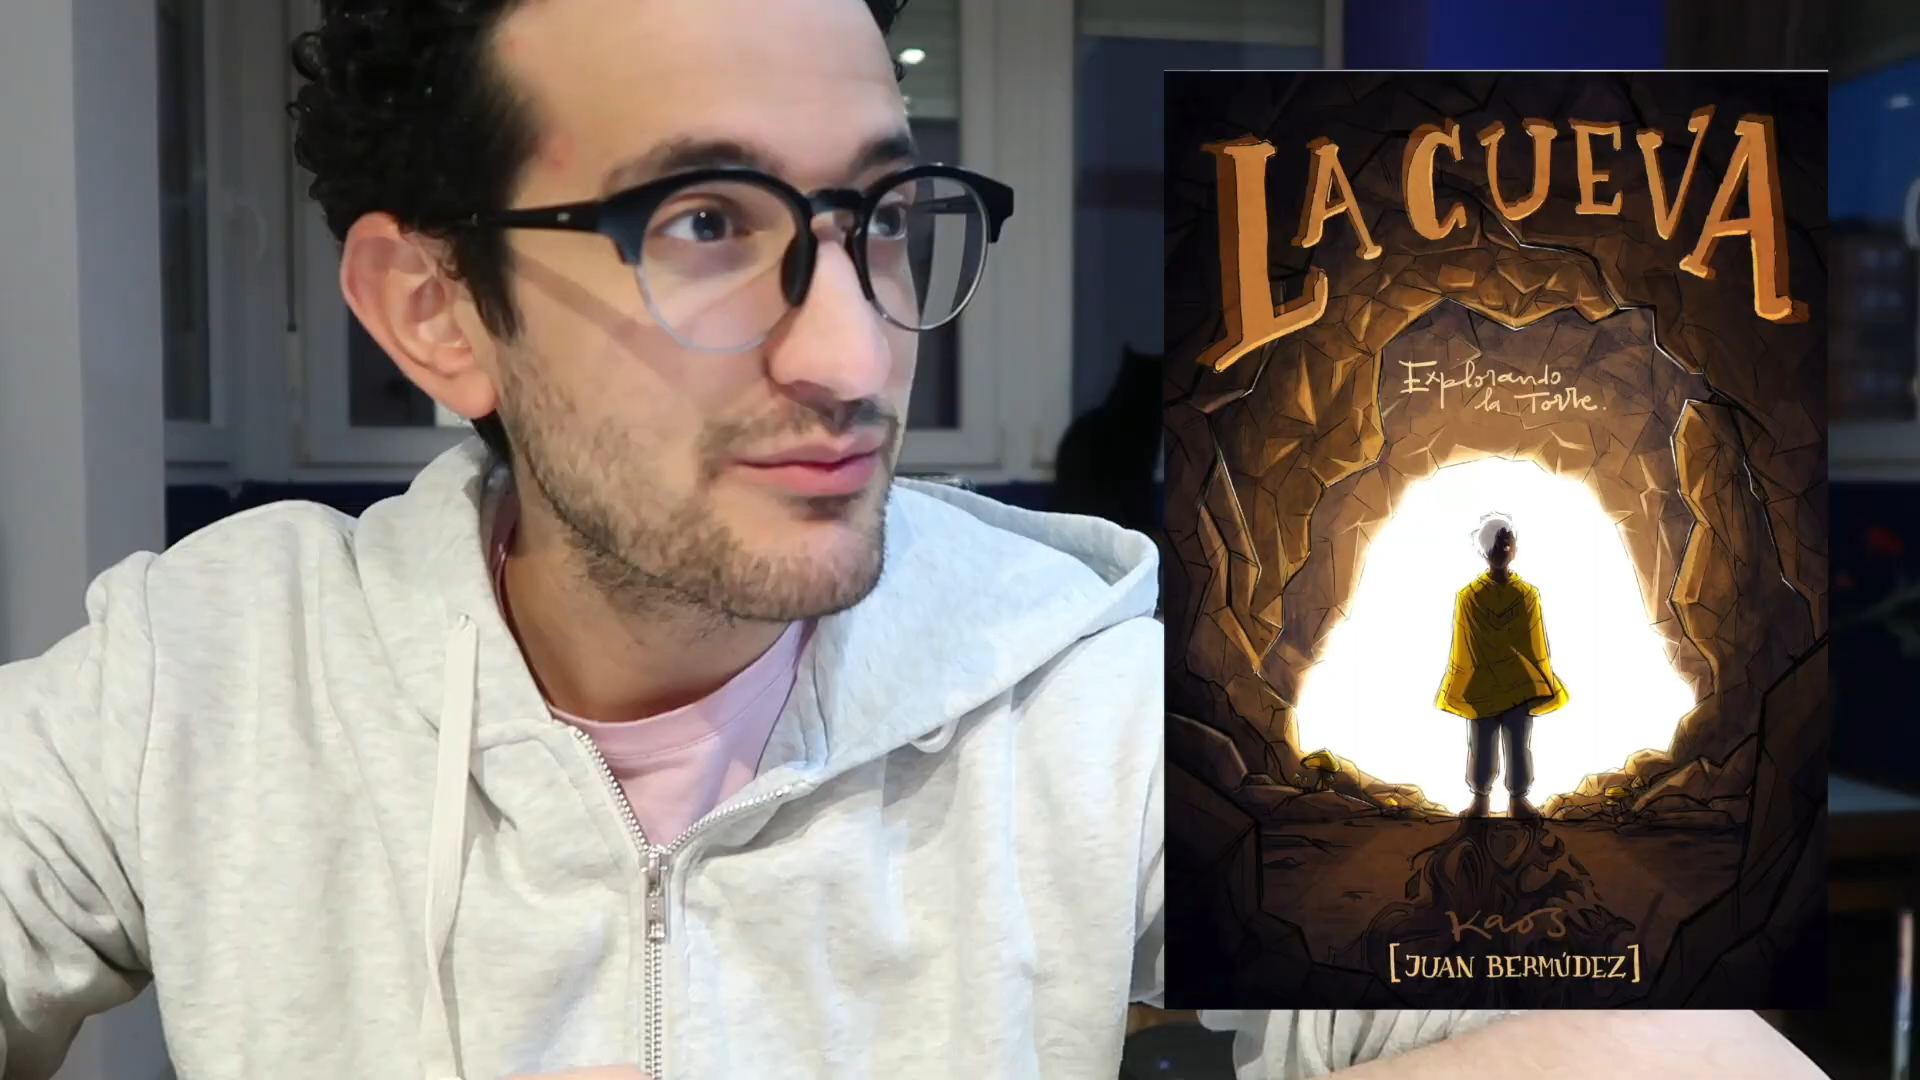 LA CUEVA
Explorando
la Torre.
Kaos
[JUAN BERMÚDEZ]